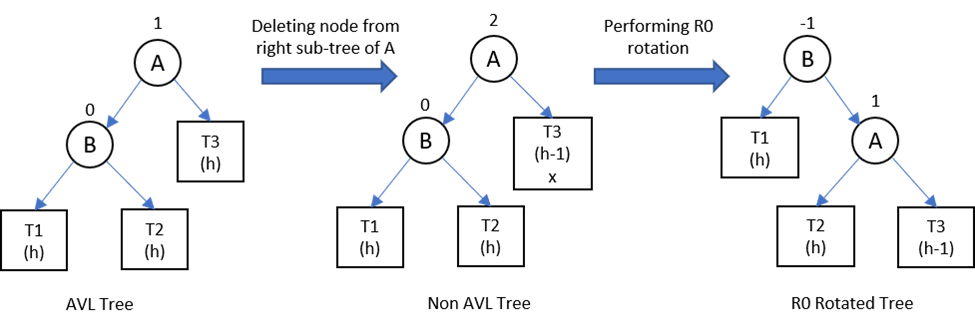 1
A
0
B
T3
(h)
T1
(h)
T2
(h)
AVL Tree
Deleting node from
right sub-tree of A
2
A
0
B
T3
(h-1)
x
T1
(h)
T2
(h)
Non AVL Tree
Performing R0
rotation
-1
B
1
T1
(h)
A
T2
(h)
T3
(h-1)
R0 Rotated Tree